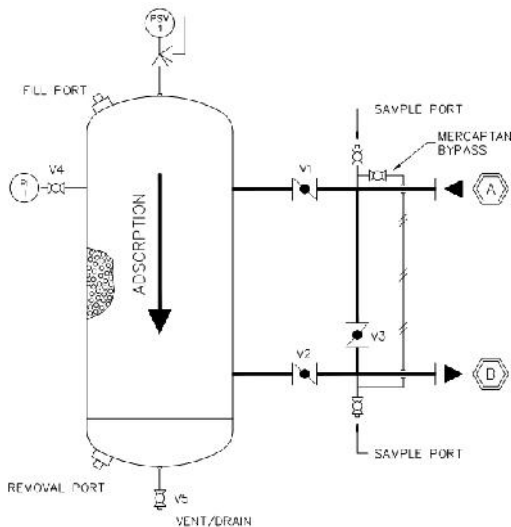 PSV
1
FILL PORT
SAMPLE PORT
MERCAPTAN
BYPASS
V4
V1
PI
1
A
ADSORPTION
V3
V2
D
SAMPLE PORT
REMOVAL PORT
V5
VENT/DRAIN